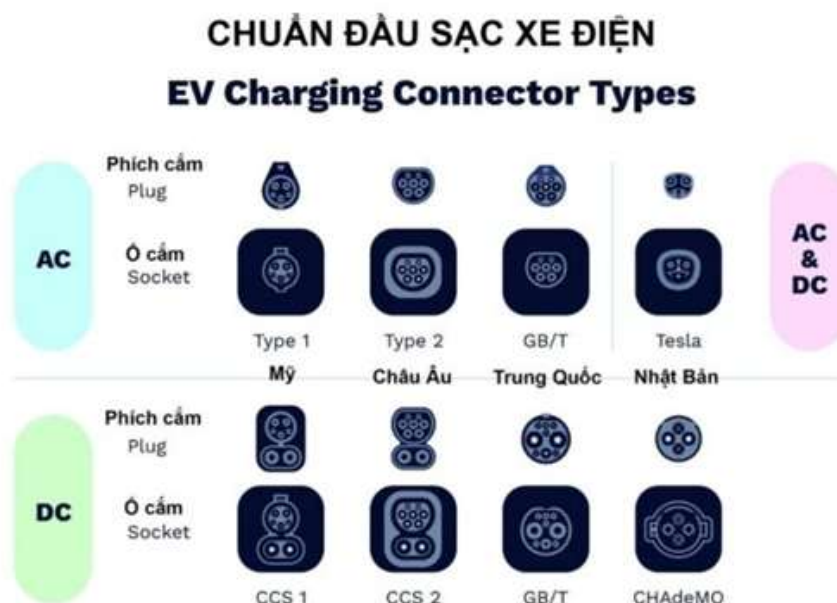 CHUẨN ĐẦU SẠC XE ĐIỆN
EV Charging Connector Types
Phích cắm
Plug
AC
Ổ cắm
Socket
AC
&
DC
Type 1
Type 2
GB/T
Tesla
Mỹ
Châu Âu
Trung Quốc
Nhật Bản
Phích cắm
Plug
DC
Ổ cắm
Socket
CCS 1
CCS 2
GB/T
CHAdeMO